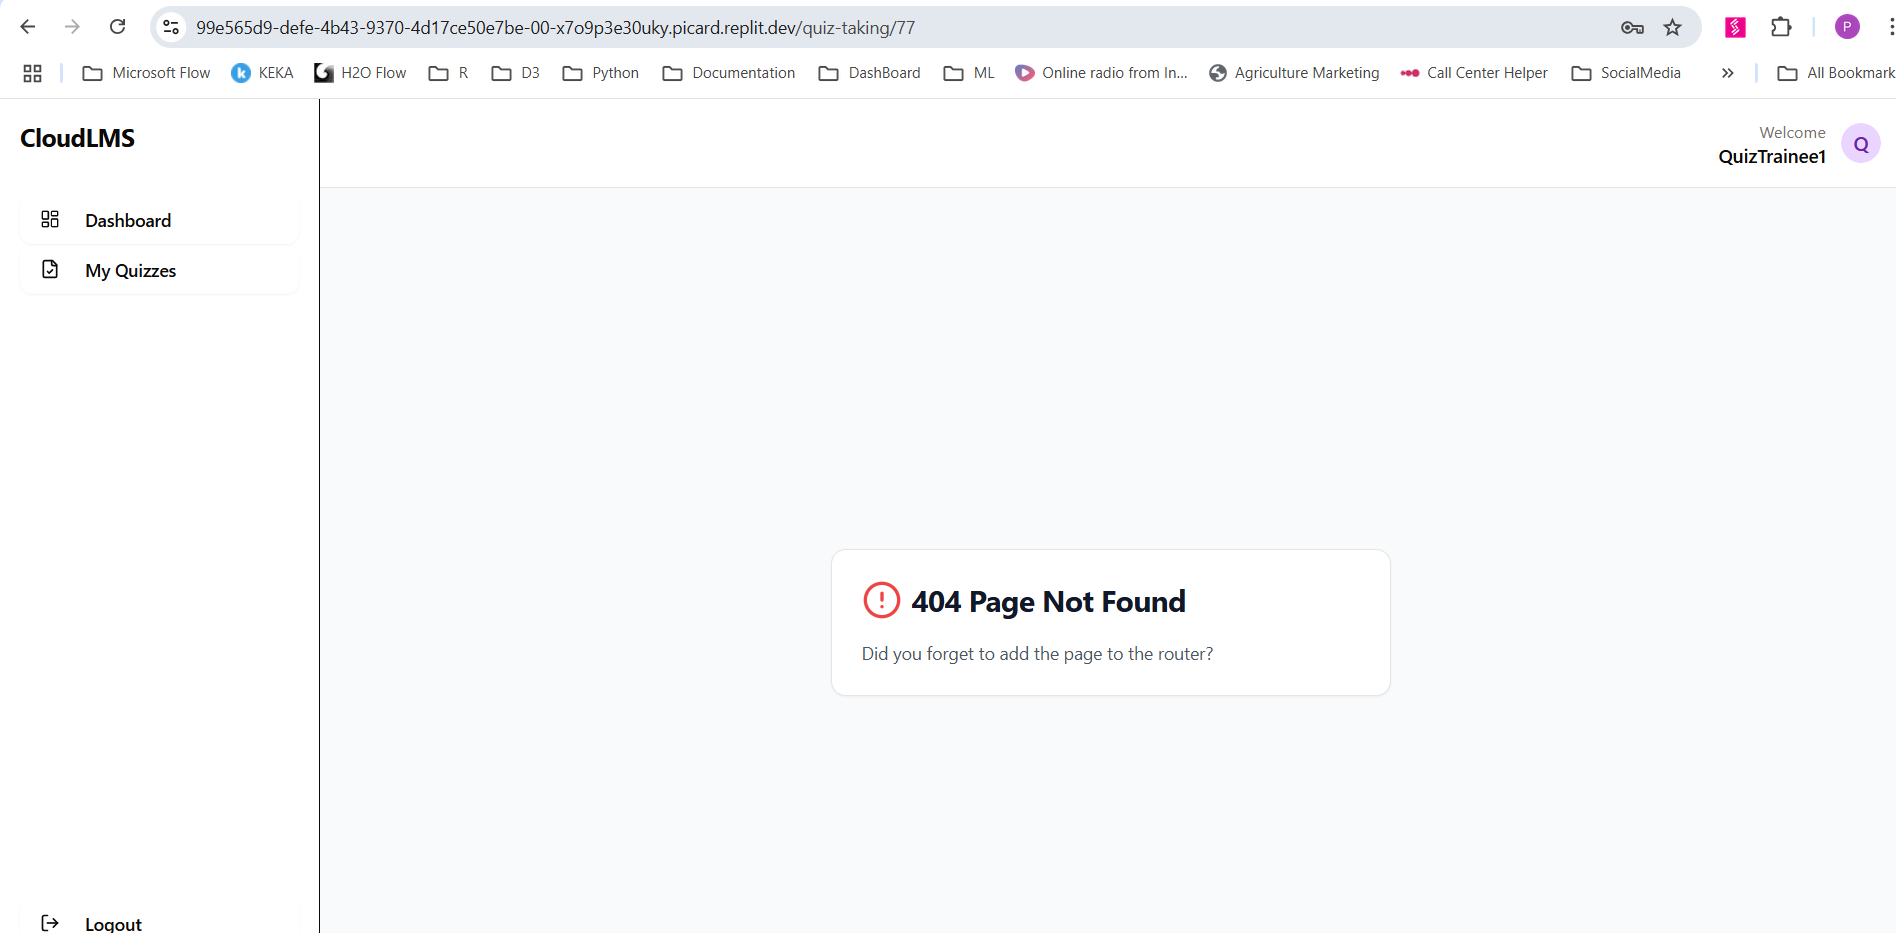 99e565d9-defe-4b43-9370-4d17ce50e7be-00-x7o9p3e30uky.picard.replit.dev/quiz-taking/77
P
Microsoft Flow KEKA H2O Flow R D3 Python Documentation DashBoard ML Online radio from In... Agriculture Marketing Call Center Helper SocialMedia » All Bookmark
CloudLMS
Welcome
QuizTrainee1
Q
Dashboard
My Quizzes
404 Page Not Found
Did you forget to add the page to the router?
Logout